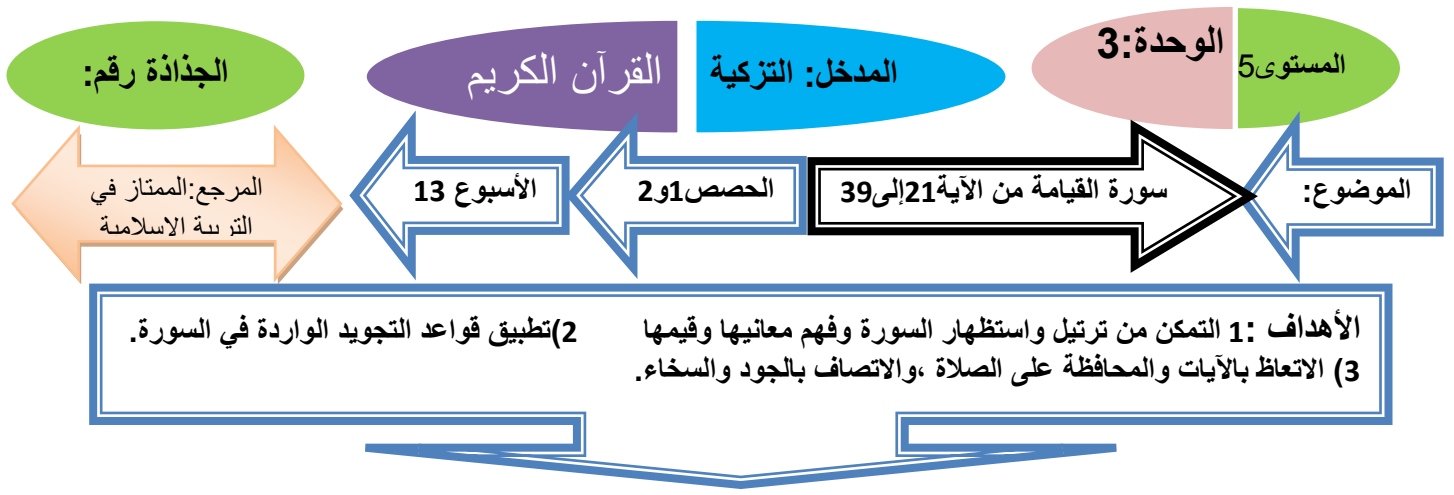 المستوى5
الوحدة:3
المدخل: التزكية
القرآن الكريم
الجذاذة رقم:
الموضوع:
سورة القيامة من الآية21إلى39
الحصص1و2
الأسبوع 13
المرجع:الممتاز في
التربية الاسلامية
الأهداف :1 التمكن من ترتيل واستظهار السورة وفهم معانيها وقيمها 2)تطبيق قواعد التجويد الواردة في السورة.
3) الاتعاظ بالآيات والمحافظة على الصلاة ،والاتصاف بالجود والسخاء.